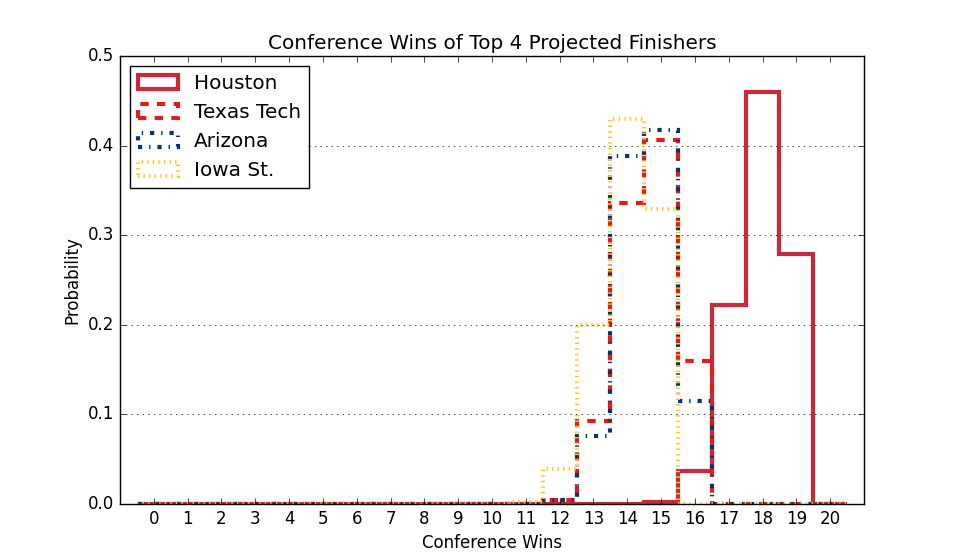 Conference Wins of Top 4 Projected Finishers
0.5
0.4
0.3
0.2
0.1
0.0
Probability
Houston
Texas Tech
Arizona
Iowa St.
0 1 2 3 4 5 6 7 8 9 10 11 12 13 14 15 16 17 18 19 20
Conference Wins